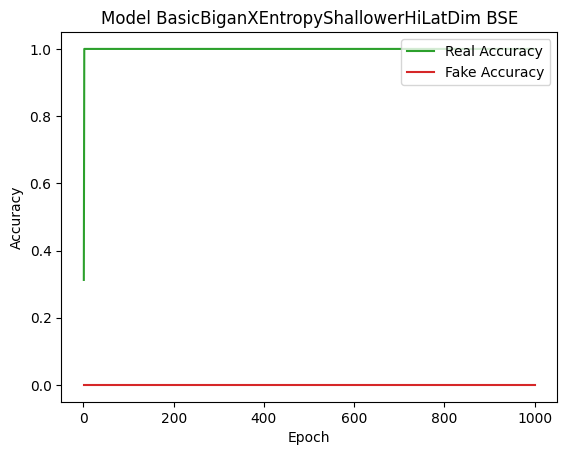 Model BasicBiganXEntropyShallowerHiLatDim BSE
Real Accuracy
Fake Accuracy
1.0
0.8
0.6
0.4
0.2
0.0
Accuracy
0 200 400 600 800 1000
Epoch